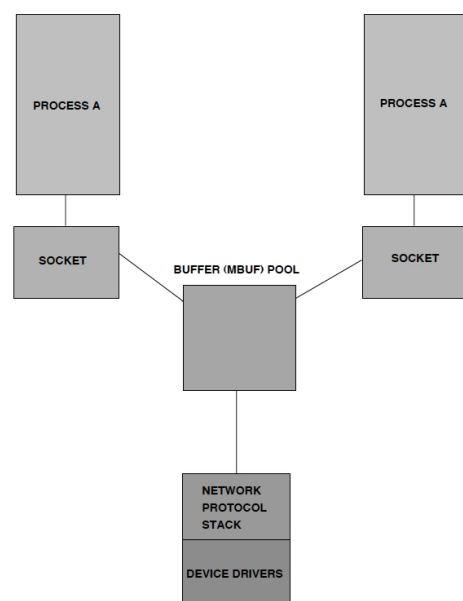 PROCESS A
PROCESS A
SOCKET
SOCKET
BUFFER (MBUF) POOL
NETWORK
PROTOCOL
STACK
DEVICE DRIVERS